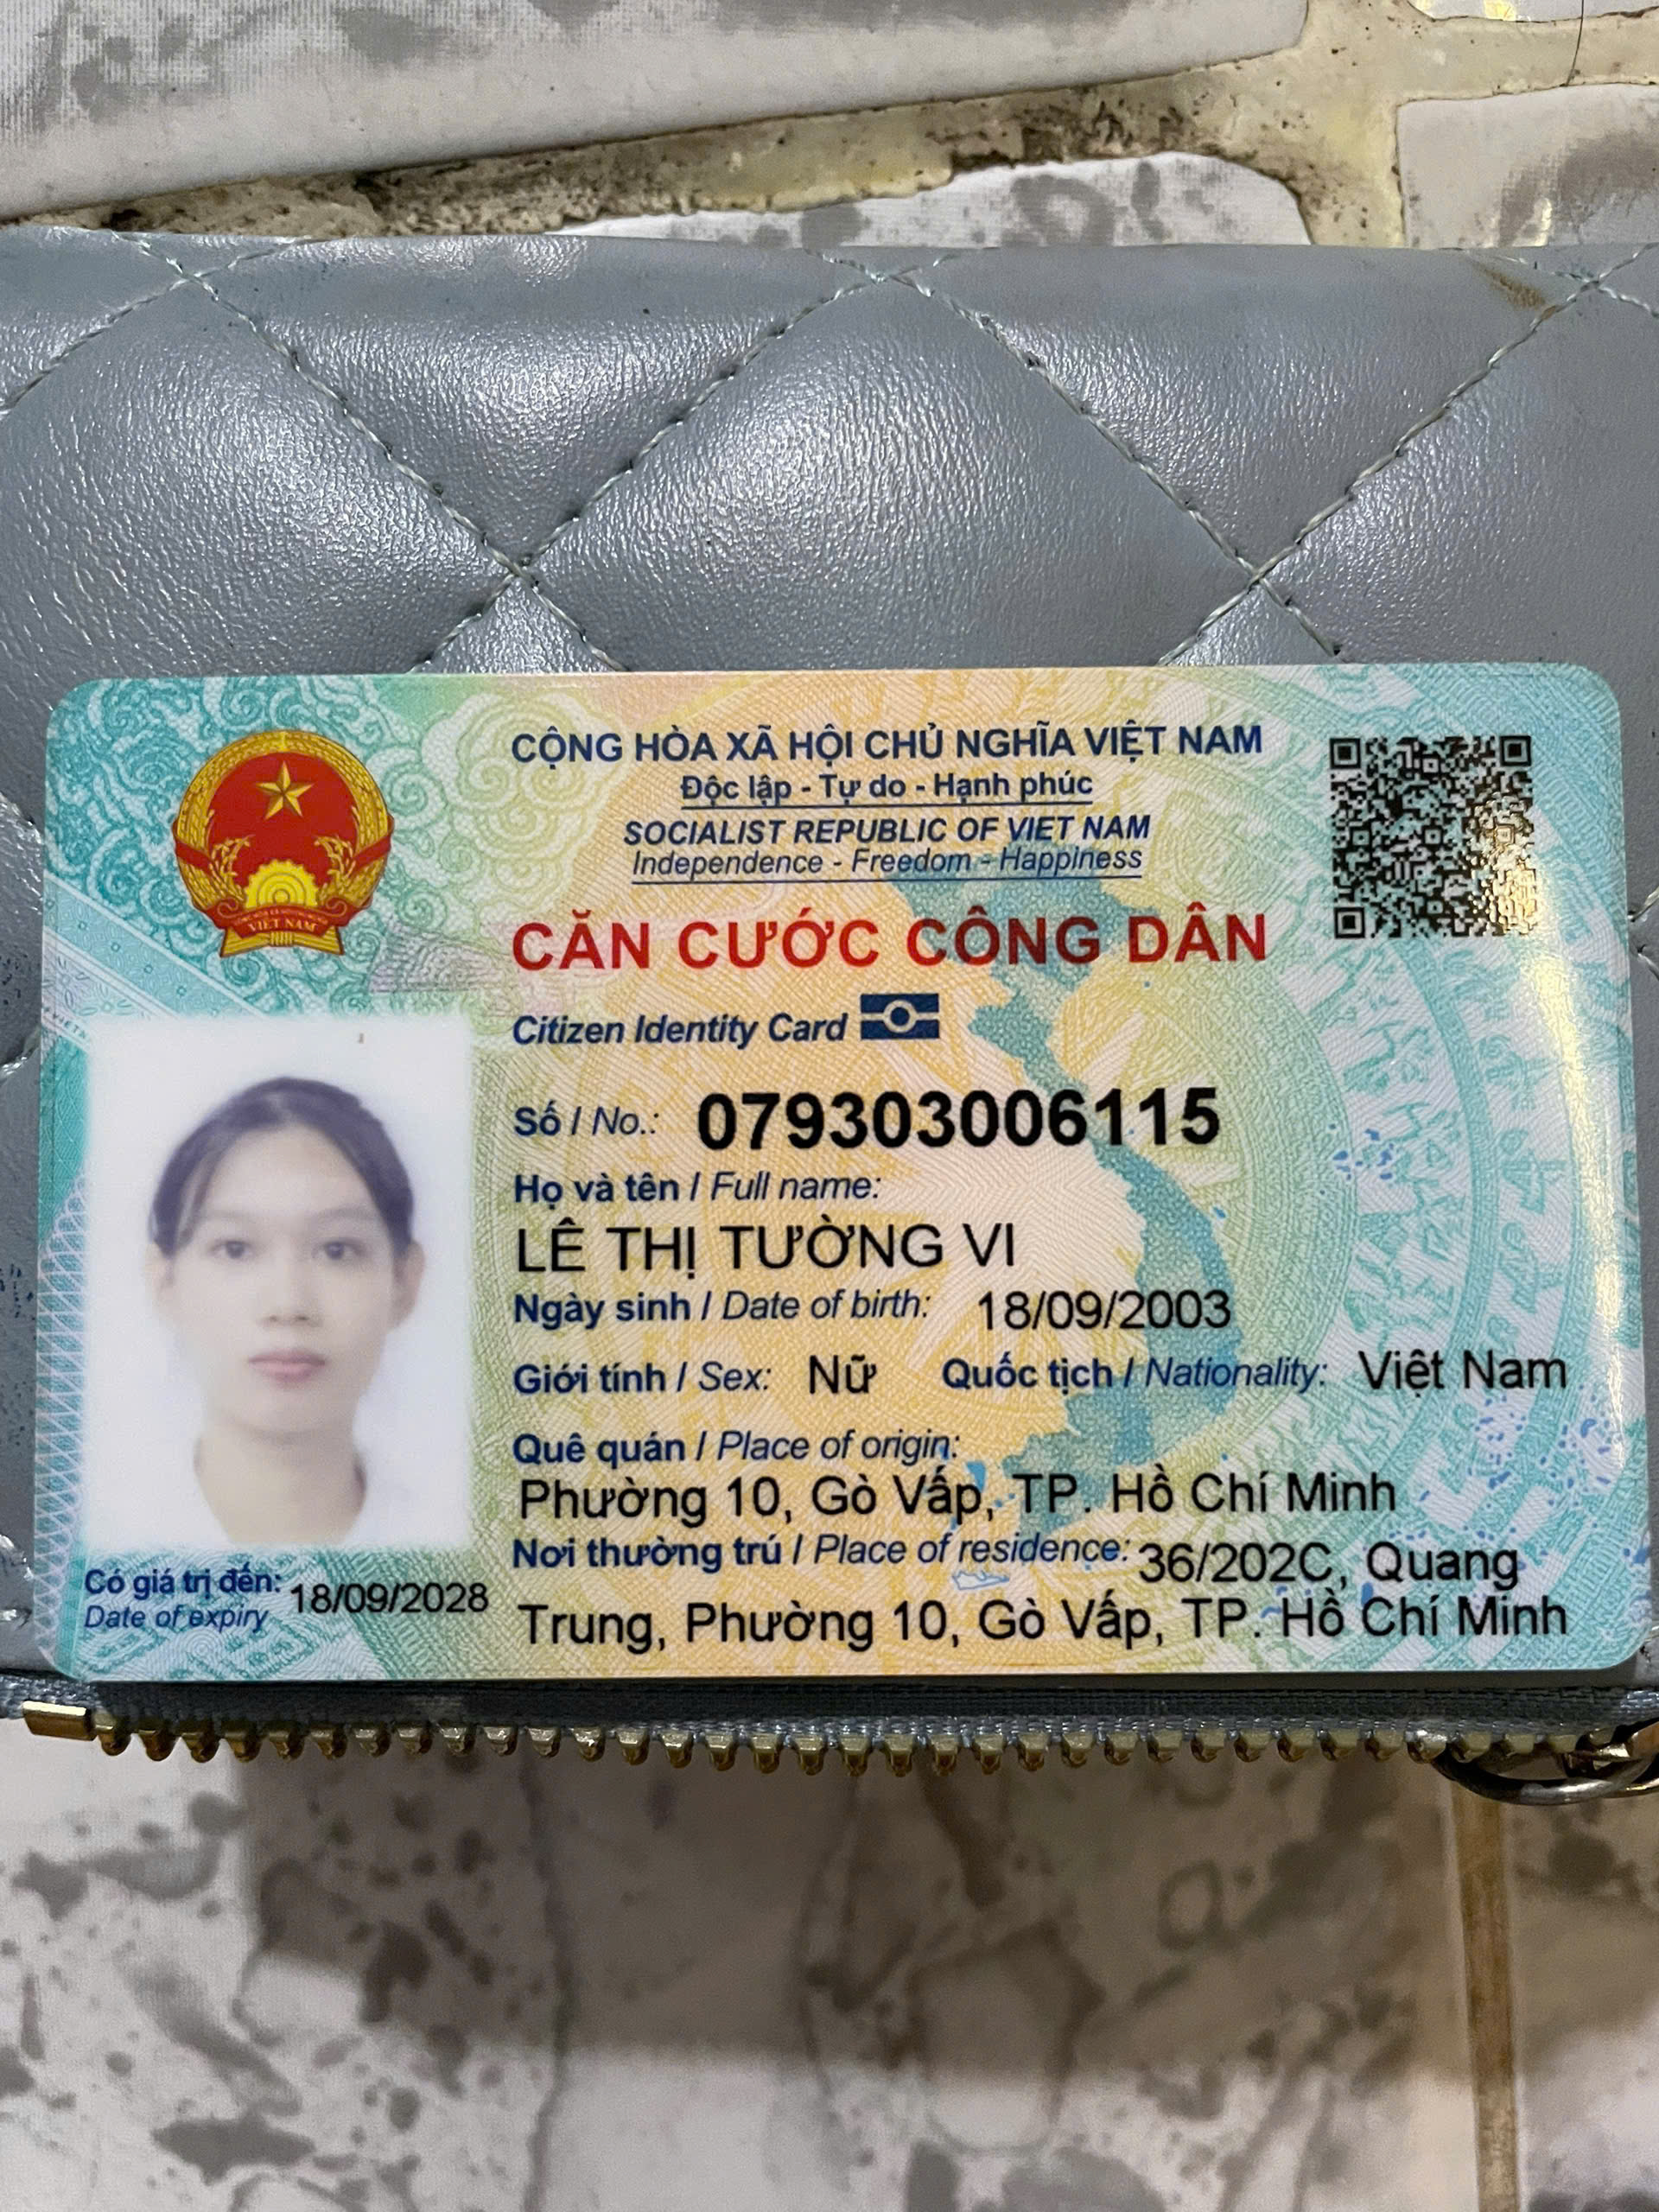 CỘNG HÒA XÃ HỘI CHỦ NGHĨA VIỆT NAM
Độc lập - Tự do - Hạnh phúc
SOCIALIST REPUBLIC OF VIET NAM
Independence - Freedom - Happiness
VIỆT NAM
CĂN CƯỚC CÔNG DÂN
Citizen Identity Card
Số / No.: 079303006115
Họ và tên / Full name:
LÊ THỊ TƯỜNG VI
Ngày sinh / Date of birth: 18/09/2003
Giới tính / Sex: Nữ Quốc tịch / Nationality: Việt Nam
Quê quán / Place of origin:
Phường 10, Gò Vấp, TP. Hồ Chí Minh
Nơi thường trú / Place of residence: 36/202C, Quang
Trung, Phường 10, Gò Vấp, TP. Hồ Chí Minh
Có giá trị đến: 18/09/2028
Date of expiry